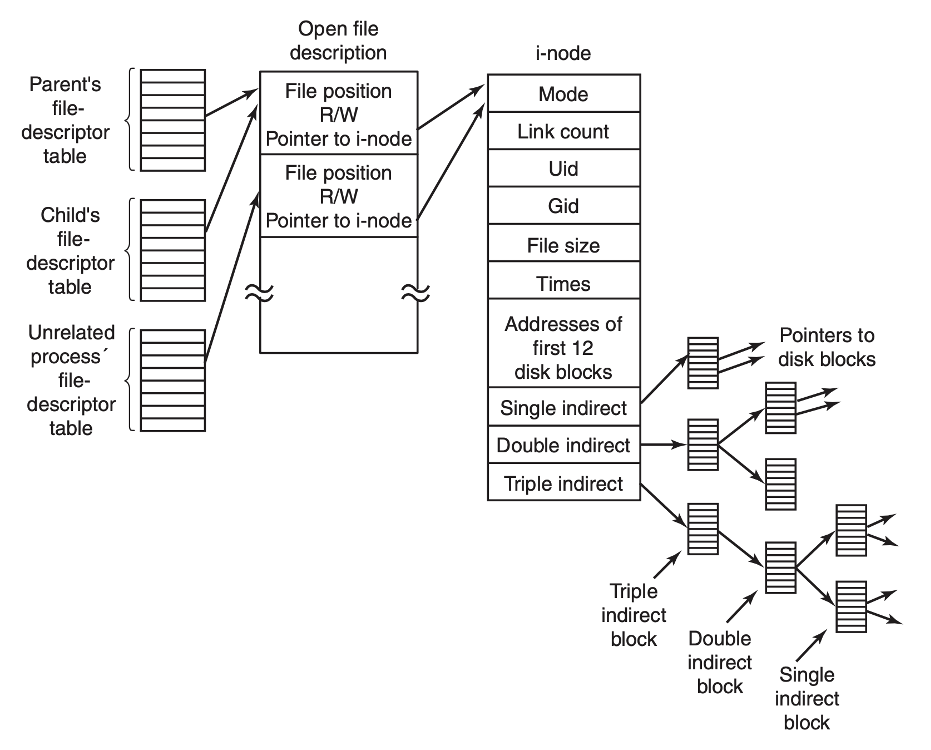 Open file
description
i-node
Parent's
file-
descriptor
table
Child's
file-
descriptor
table
Unrelated
process´
file-
descriptor
table
File position
R/W
Pointer to i-node
File position
R/W
Pointer to i-node
Mode
Link count
Uid
Gid
File size
Times
Addresses of
first 12
disk blocks
Single indirect
Double indirect
Triple indirect
Pointers to
disk blocks
Triple
indirect
block
Double
indirect
block
Single
indirect
block